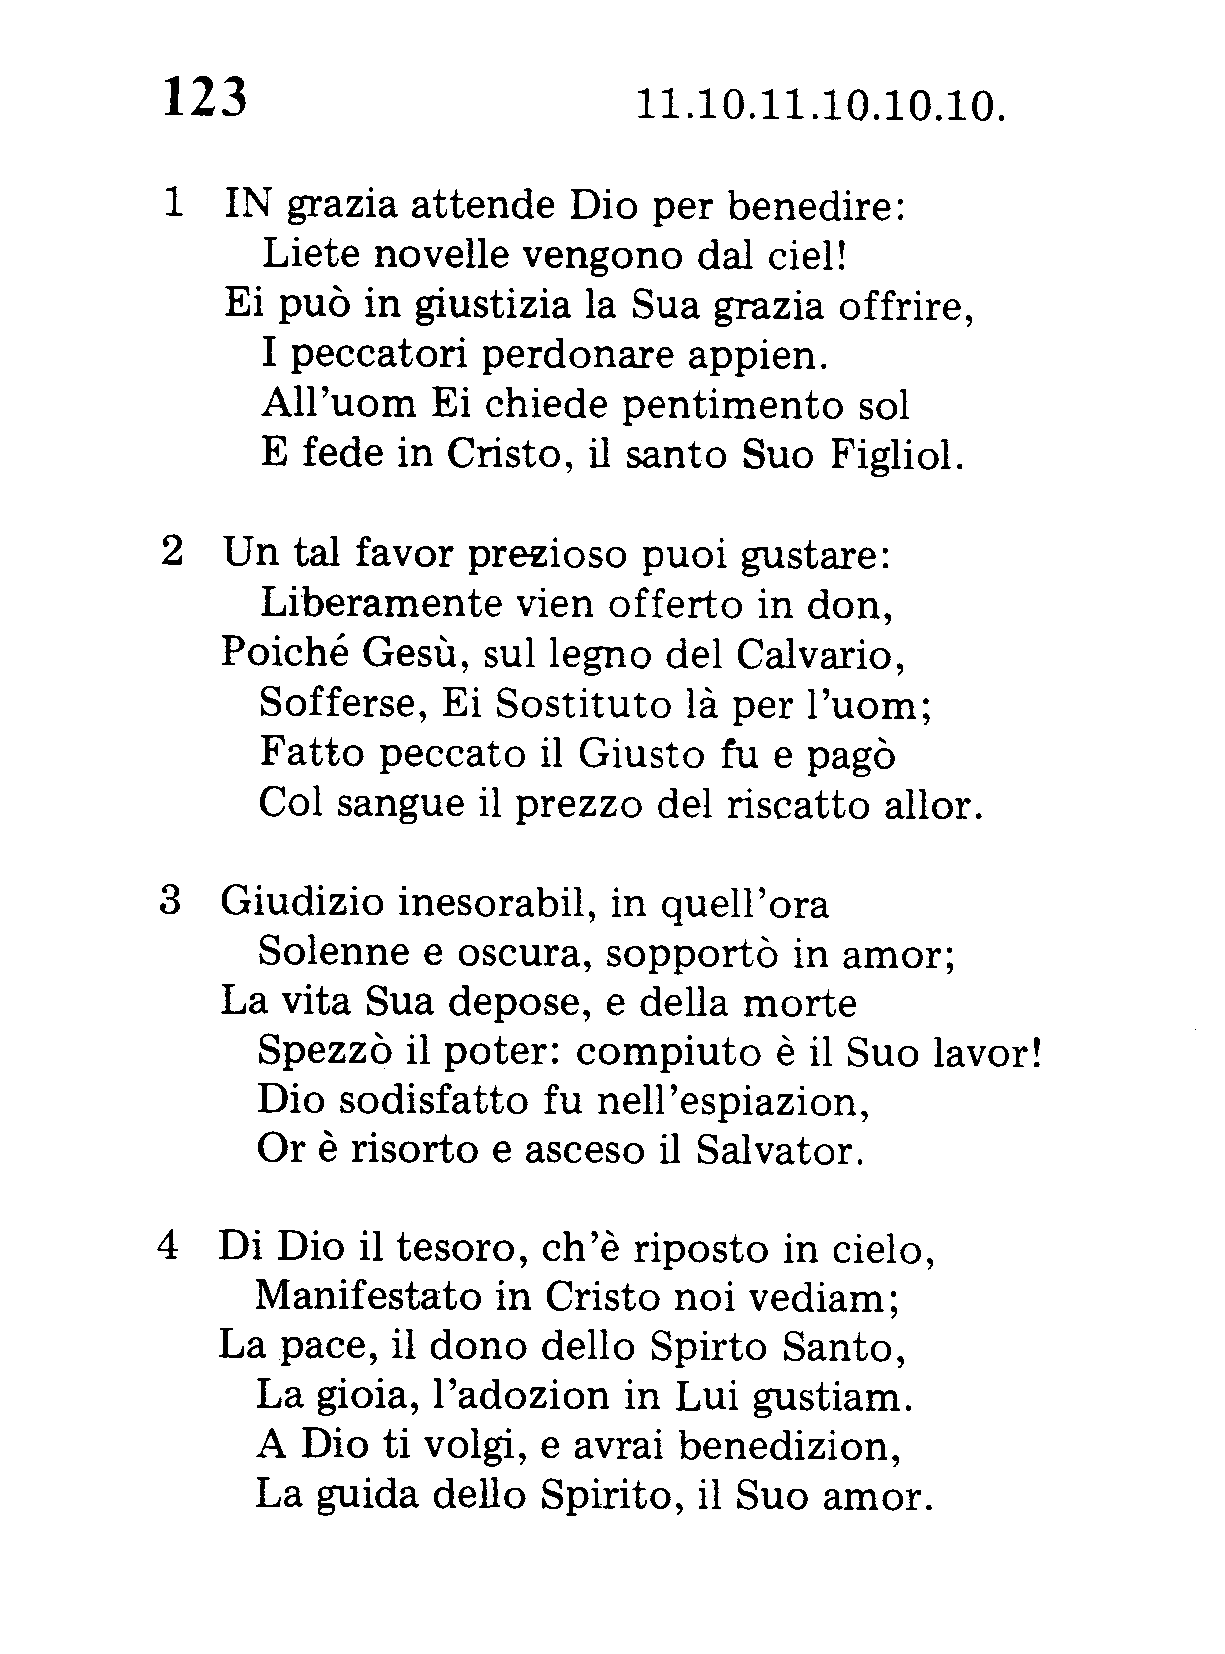 123 11.10.11.10.10.10.
1 IN grazia attende Dio per benedire:
Liete novelle vengono dal ciel!
Ei può in giustizia la Sua grazia offrire,
I peccatori perdonare appien.
All'uom Ei chiede pentimento sol
E fede in Cristo, il santo Suo Figliol.
2 Un tal favor prezioso puoi gustare:
Liberamente vien offerto in don,
Poiché Gesù, sul legno del Calvario,
Sofferse, Ei Sostituto là per l'uom;
Fatto peccato il Giusto fu e pagò
Col sangue il prezzo del riscatto allor.
3 Giudizio inesorabil, in quell'ora
Solenne e oscura, sopportò in amor;
La vita Sua depose, e della morte
Spezzò il poter: compiuto è il Suo lavor!
Dio sodisfatto fu nell'espiazion,
Or è risorto e asceso il Salvator.
4 Di Dio il tesoro, ch'è riposto in cielo,
Manifestato in Cristo noi vediam;
La pace, il dono dello Spirto Santo,
La gioia, l'adozion in Lui gustiam.
A Dio ti volgi, e avrai benedizion,
La guida dello Spirito, il Suo amor.